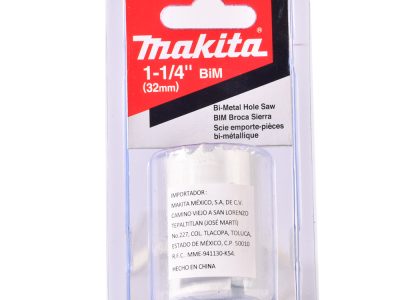 makita
1-1/4" BiM
(32mm)
Bi-Metal Hole Saw
BIM Broca Sierra
Scie emporte-pièces
bi-métallique
IMPORTADOR:
MAKITA MÉXICO, S.A, DE C.V.
CAMINO VIEJO A SAN LORENZO
TEPALTITLAN (JOSÉ MARTÍ)
No.227, COL. TLACOPA, TOLUCA,
ESTADO DE MÉXICO, C.P 50010
R.F.C.: MME-941130-K54.
HECHO EN CHINA